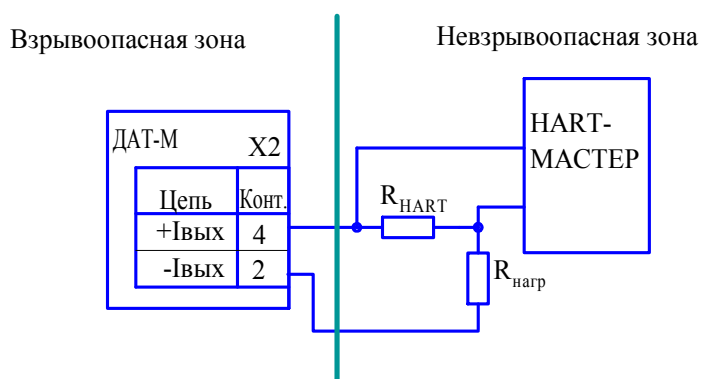 Взрывоопасная зона
Невзрывоопасная зона
ДАТ-М
X2
Цепь
Конт.
+Iвых
4
-Iвых
2
RHART
Rнагр
HART-
МАСТЕР